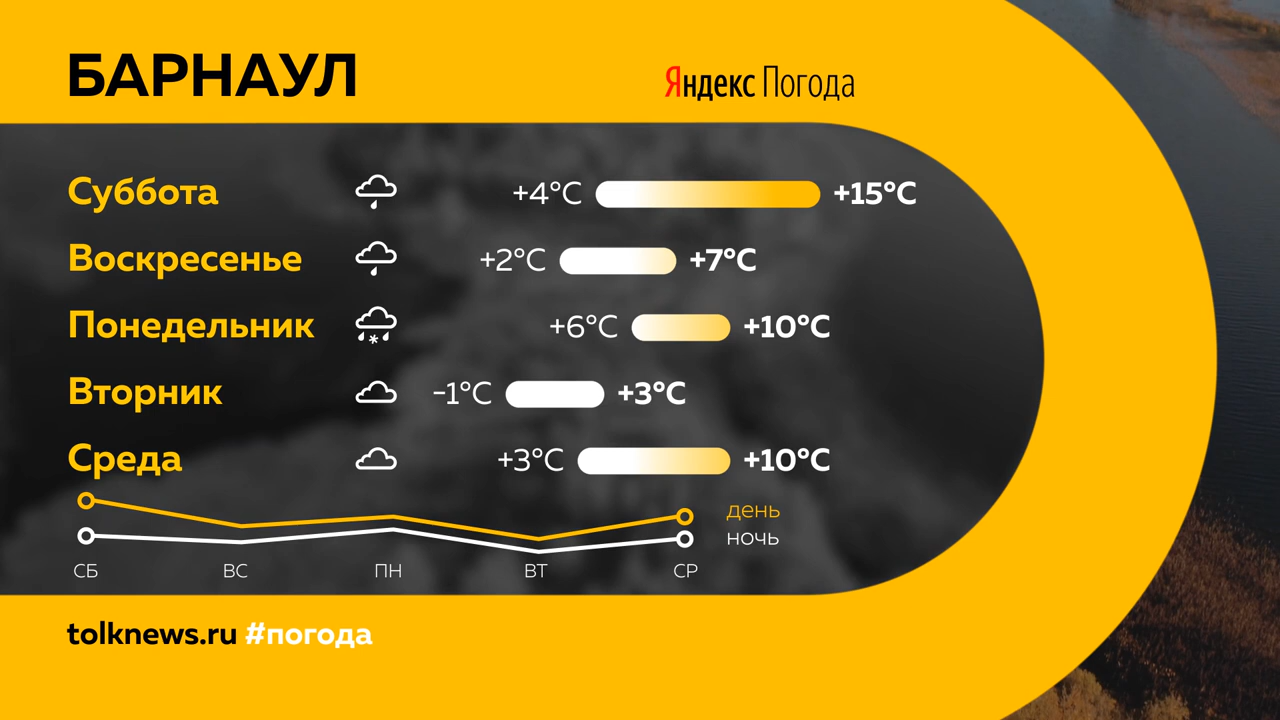 БАРНАУЛ
Яндекс Погода
Суббота +4°C +15°C
Воскресенье +2°C +7°C
Понедельник +6°C +10°C
Вторник -1°C +3°C
Среда +3°C +10°C
день
ночь
СБ ВС ПН ВТ СР
tolknews.ru #погода